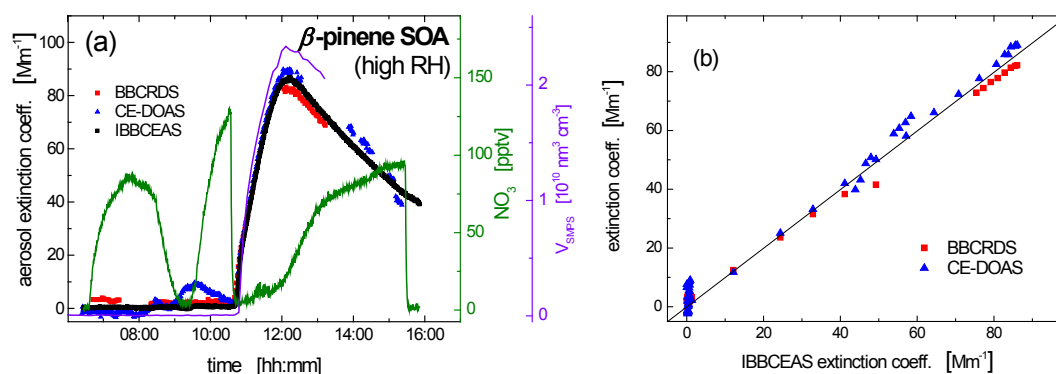 (a)
β-pinene SOA
(high RH)
BBCRDS
CE-DOAS
IBBCEAS
aerosol extinction coeff. [Mm⁻¹]
100
80
60
40
20
0
08:00 10:00 12:00 14:00 16:00
time [hh:mm]
150
100
50
0
NO₃ [pptv]
2
1
0
V_SMPS [10¹⁰ nm³ cm⁻³]
(b)
extinction coeff. [Mm⁻¹]
80
60
40
20
0
BBCRDS
CE-DOAS
0 20 40 60 80
IBBCEAS extinction coeff. [Mm⁻¹]